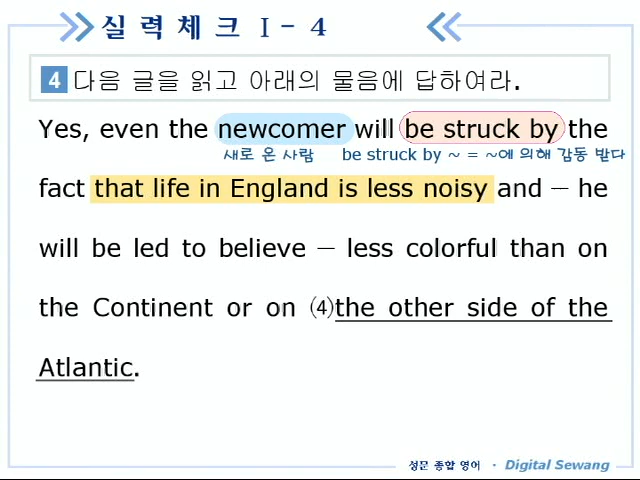 실력체크 I - 4
4 다음 글을 읽고 아래의 물음에 답하여라.
Yes, even the newcomer will be struck by the
새로 온 사람 be struck by ~ = ~에 의해 감동 받다
fact that life in England is less noisy and — he
will be led to believe — less colorful than on
the Continent or on ⑷the other side of the
Atlantic.
성문 종합 영어 · Digital Sewang